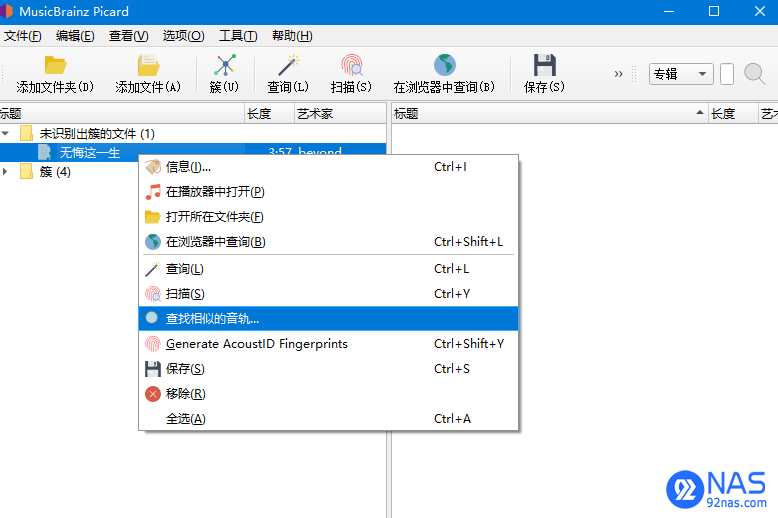 MusicBrainz Picard
文件(F) 编辑(E) 查看(V) 选项(O) 工具(T) 帮助(H)
添加文件夹(D) 添加文件(A) 簇(U) 查询(L) 扫描(S) 在浏览器中查询(B) 保存(S) » 专辑
标题 长度 艺术家 标题 长度 艺
未识别出簇的文件 (1)
无悔这一生 3:57 beyond
簇 (4)
信息(I)... Ctrl+I
在播放器中打开(P)
打开所在文件夹(F)
在浏览器中查询(B) Ctrl+Shift+L
查询(L) Ctrl+L
扫描(S) Ctrl+Y
查找相似的音轨...
Generate AcoustID Fingerprints Ctrl+Shift+Y
保存(S) Ctrl+S
移除(R)
全选(A) Ctrl+A
92 NAS
92nas.com